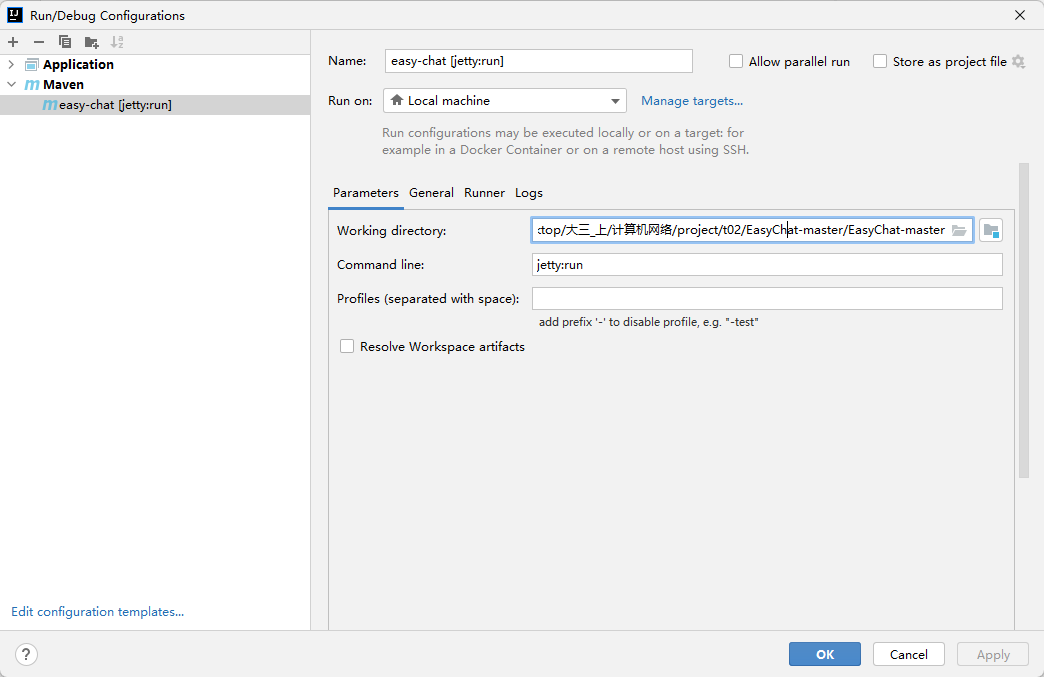 Run/Debug Configurations
Application
Maven
easy-chat [jetty:run]
Edit configuration templates...
Name: easy-chat [jetty:run] Allow parallel run Store as project file
Run on: Local machine Manage targets...
Run configurations may be executed locally or on a target: for
example in a Docker Container or on a remote host using SSH.
Parameters General Runner Logs
Working directory: :top/大三_上/计算机网络/project/t02/EasyChat-master/EasyChat-master
Command line: jetty:run
Profiles (separated with space):
add prefix '-' to disable profile, e.g. "-test"
Resolve Workspace artifacts
? OK Cancel Apply